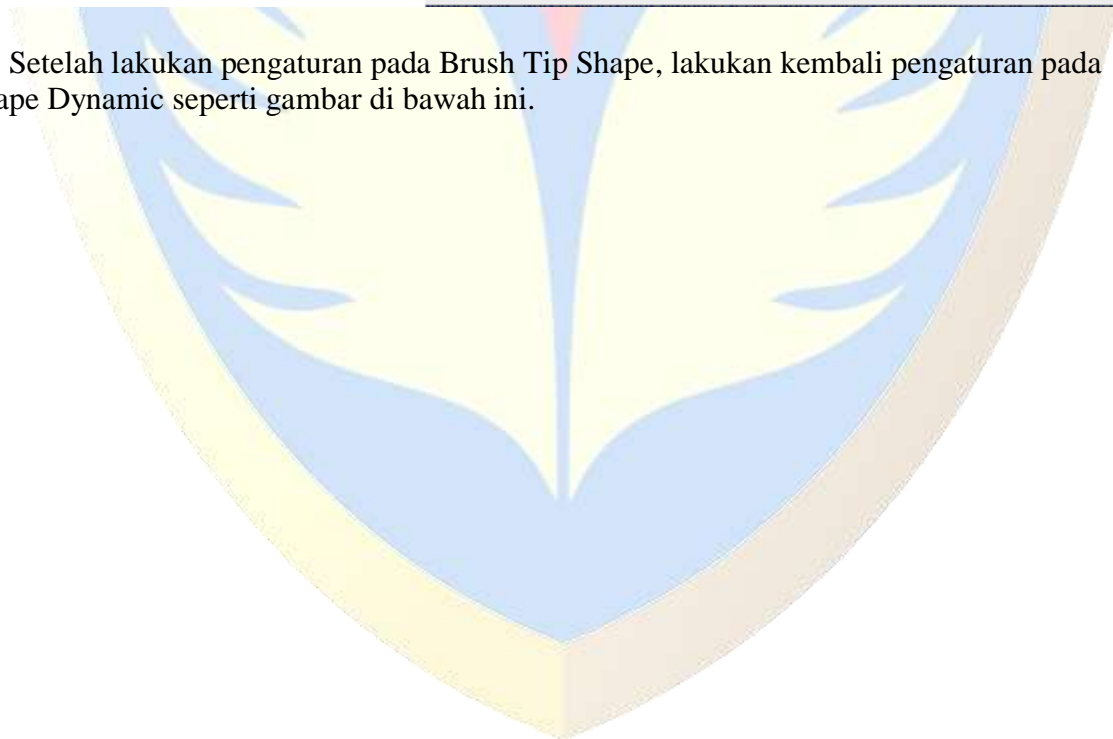 Setelah lakukan pengaturan pada Brush Tip Shape, lakukan kembali pengaturan pada
ape Dynamic seperti gambar di bawah ini.